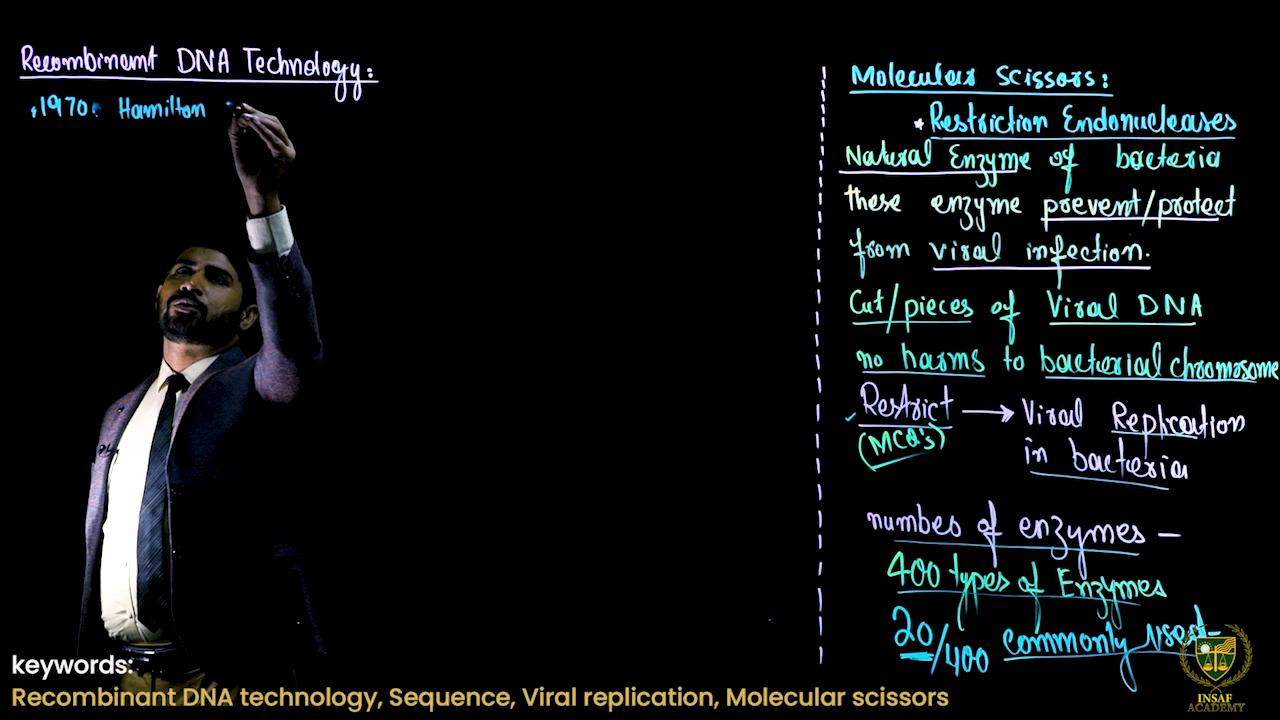 Recombinant DNA Technology:
1970: Hamilton
Molecular Scissors:
* Restriction Endonucleases
Natural Enzyme of bacteria
these enzyme prevent/protect
from viral infection.
Cut/pieces of Viral DNA
no harms to bacterial chromosome
Restrict → Viral Replication
(MCQ's)
in bacteria
numbes of enzymes –
400 types of Enzymes
20/400 commonly used
INSAF
ACADEMY
keywords:
Recombinant DNA technology, Sequence, Viral replication, Molecular scissors